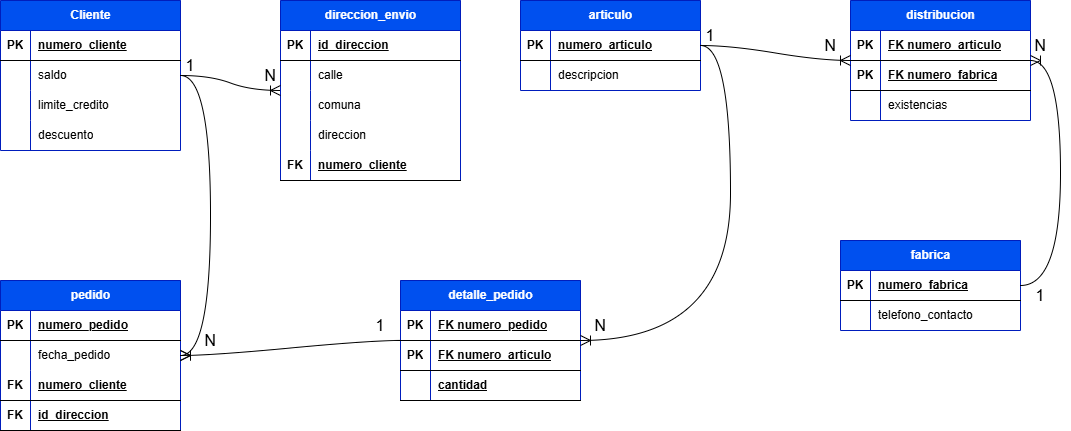 Cliente
PK numero_cliente
saldo
limite_credito
descuento
1
N
direccion_envio
PK id_direccion
calle
comuna
direccion
FK numero_cliente
articulo
PK numero_articulo
descripcion
1
N
distribucion
PK FK numero_articulo
PK FK numero_fabrica
existencias
N
fabrica
PK numero_fabrica
telefono_contacto
1
pedido
PK numero_pedido
fecha_pedido
FK numero_cliente
FK id_direccion
N
1
detalle_pedido
PK FK numero_pedido
PK FK numero_articulo
cantidad
N